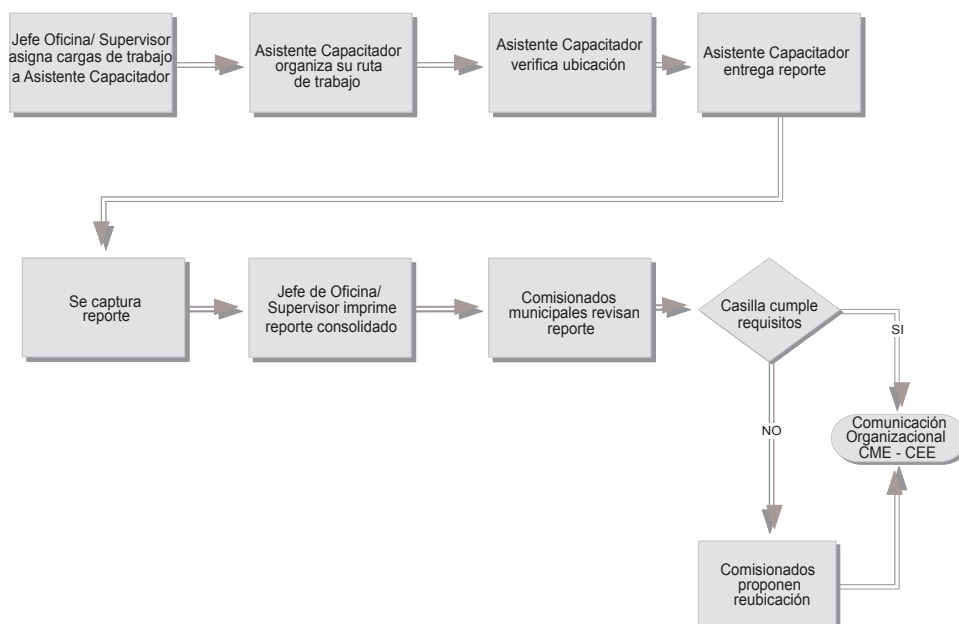 Jefe Oficina/ Supervisor
asigna cargas de trabajo
a Asistente Capacitador
Asistente Capacitador
organiza su ruta
de trabajo
Asistente Capacitador
verifica ubicación
Asistente Capacitador
entrega reporte
Se captura
reporte
Jefe de Oficina/
Supervisor imprime
reporte consolidado
Comisionados
municipales revisan
reporte
Casilla cumple
requisitos
SI
NO
Comunicación
Organizacional
CME - CEE
Comisionados
proponen
reubicación